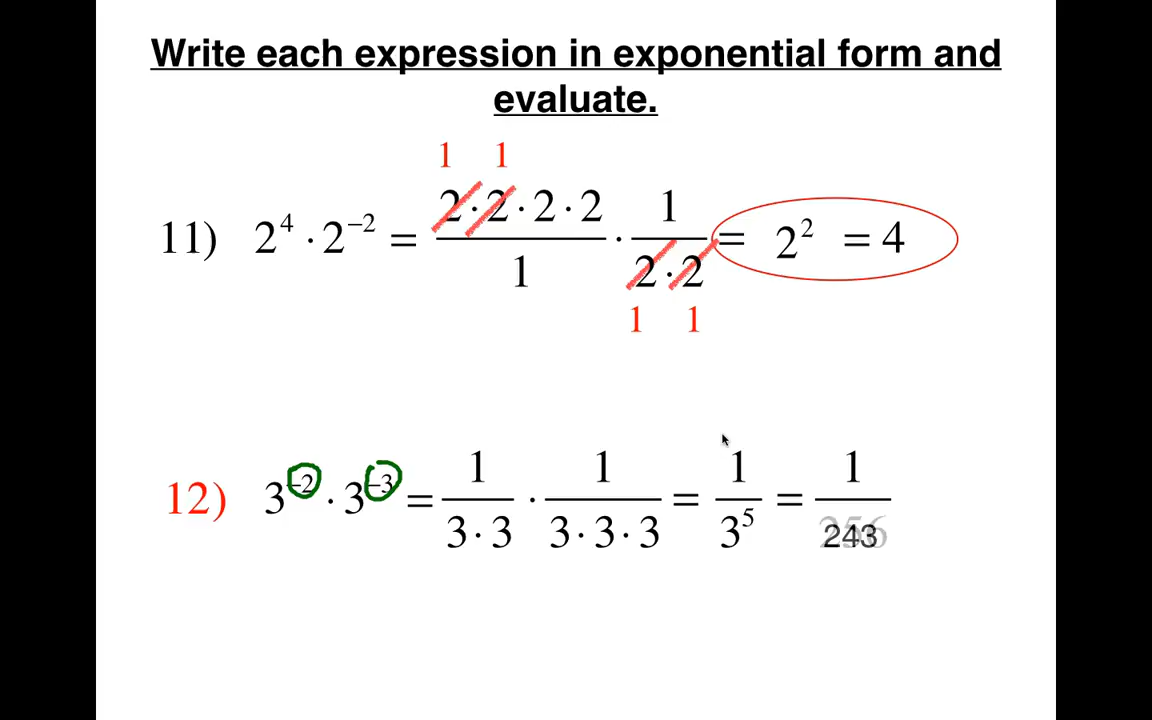 Write each expression in exponential form and
evaluate.
1 1
11) 2⁴ · 2⁻² = 2 · 2 · 2 · 2 / 1 · 1 / 2 · 2 = 2² = 4
1 1
12) 3⁻² · 3⁻³ = 1 / 3 · 3 · 1 / 3 · 3 · 3 = 1 / 3⁵ = 1 / 243